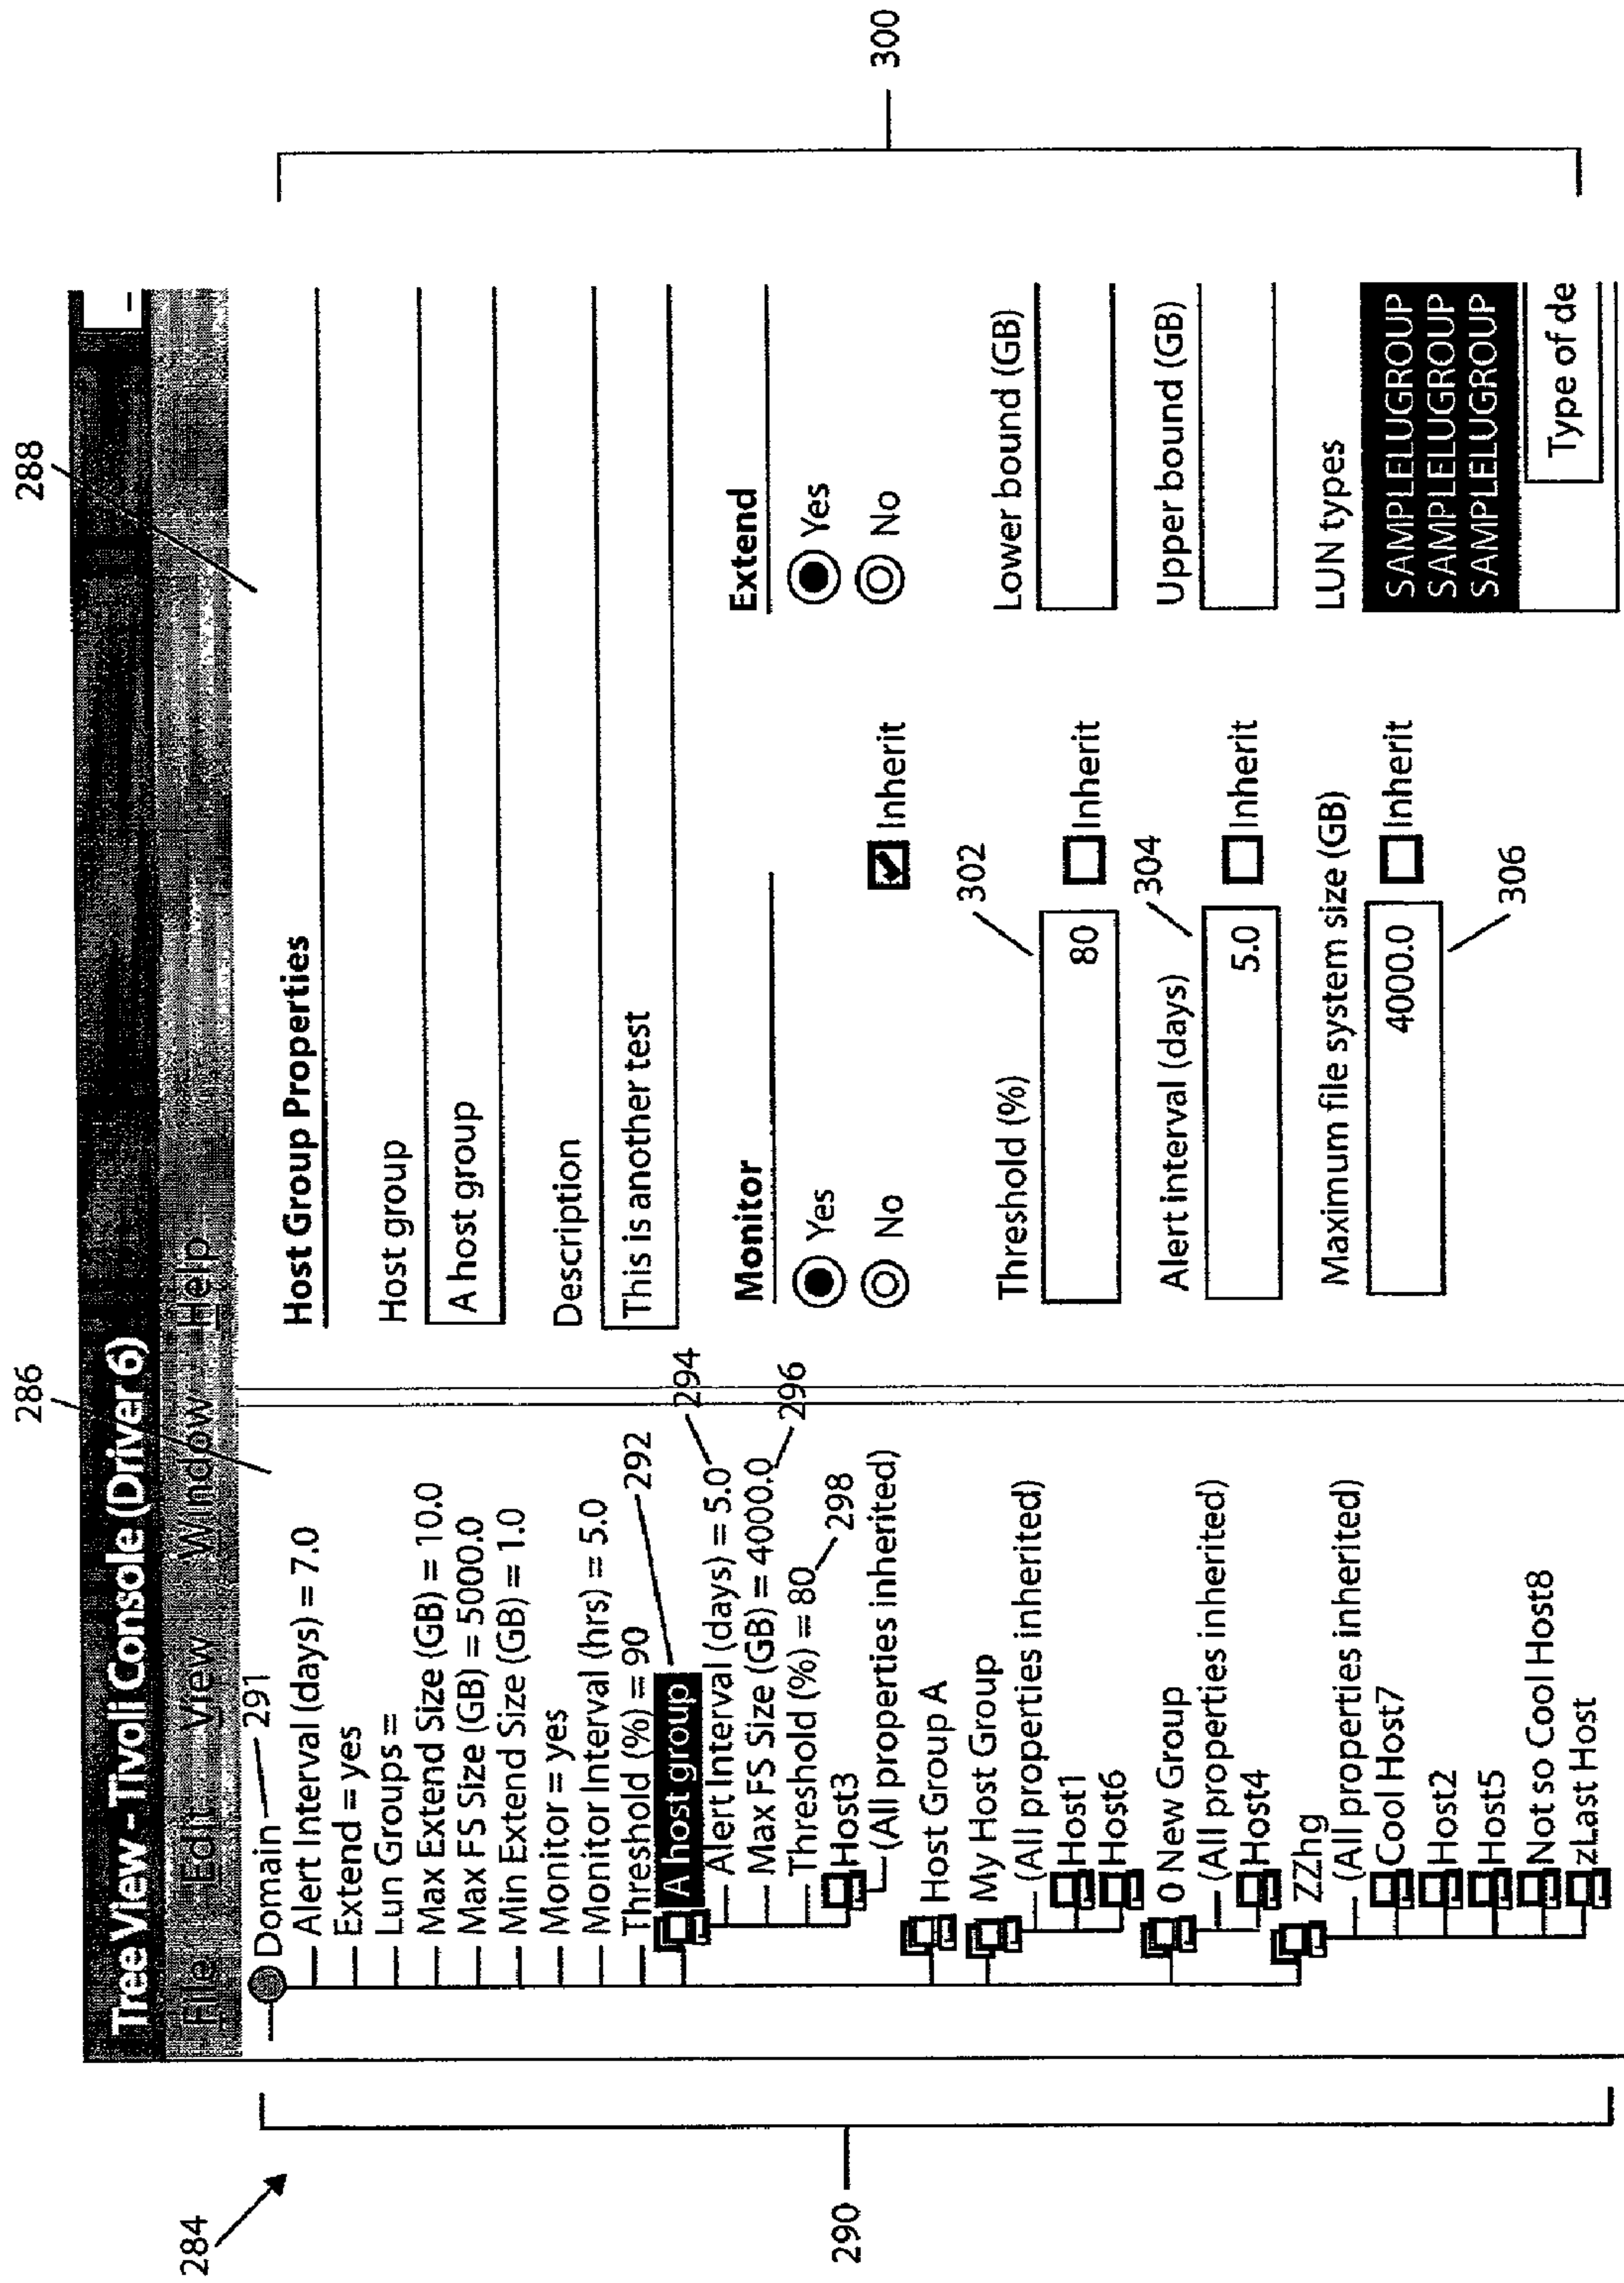 284
286
288
Tree View - Tivoli Console (Driver 6)
File Edit View Window Help
290
Domain 291
Alert Interval (days) = 7.0
Extend = yes
Lun Groups =
Max Extend Size (GB) = 10.0
Max FS Size (GB) = 5000.0
Min Extend Size (GB) = 1.0
Monitor = yes
Monitor Interval (hrs) = 5.0
Threshold (%) = 90
A host group 292
Alert Interval (days) = 5.0 294
Max FS Size (GB) = 4000.0 296
Threshold (%) = 80 298
Host3
(All properties inherited)
Host Group A
My Host Group
(All properties inherited)
Host1
Host6
0 New Group
(All properties inherited)
Host4
ZZhg
(All properties inherited)
Cool Host7
Host2
Host5
Not so Cool Host8
zLast Host
Host Group Properties
Host group
A host group
Description
This is another test
Monitor
Yes
No
Inherit
Threshold (%)
302
80
Inherit
Alert interval (days)
304
5.0
Inherit
Maximum file system size (GB)
4000.0
Inherit
306
Extend
Yes
No
Lower bound (GB)
Upper bound (GB)
LUN types
SAMPLELUGROUP
SAMPLELUGROUP
SAMPLELUGROUP
Type of de
300